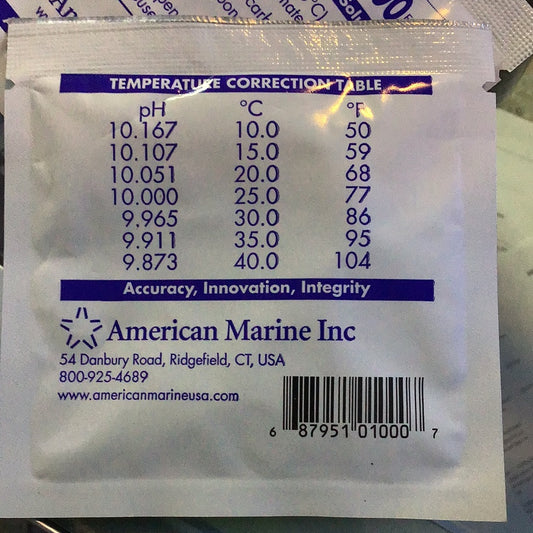 TEMPERATURE CORRECTION TABLE
pH °C °F
10.167 10.0 50
10.107 15.0 59
10.051 20.0 68
10.000 25.0 77
9.965 30.0 86
9.911 35.0 95
9.873 40.0 104
Accuracy, Innovation, Integrity
American Marine Inc
54 Danbury Road, Ridgefield, CT, USA
800-925-4689
www.americanmarineusa.com
6 87951 01000 7